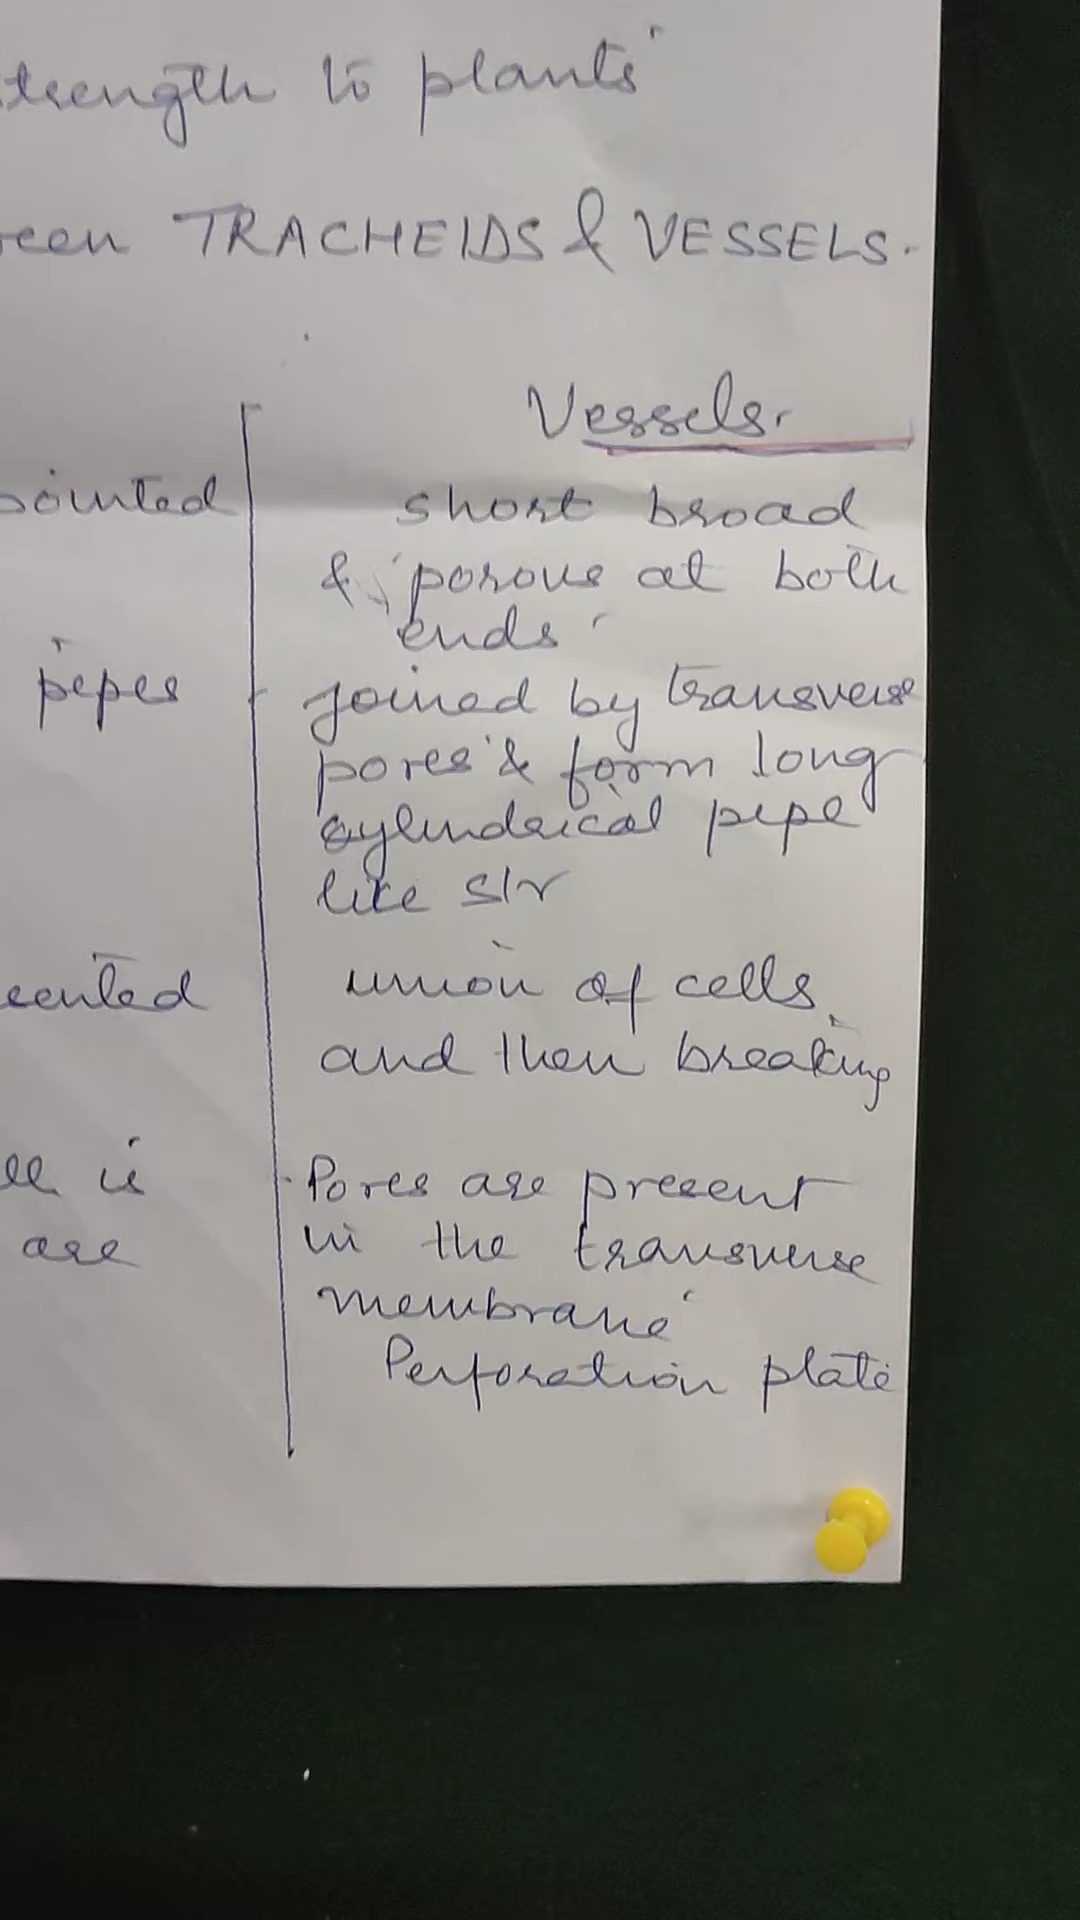 trength to plants
een TRACHEIDS & VESSELS.
Vessels.
pointed short broad
& porous at both
ends
pipes joined by transverse
pores & form long
cylindrical pipe
like str
union of cells
and then breaking
ll is Pores are present
are in the transverse
membrane
Perforation plate